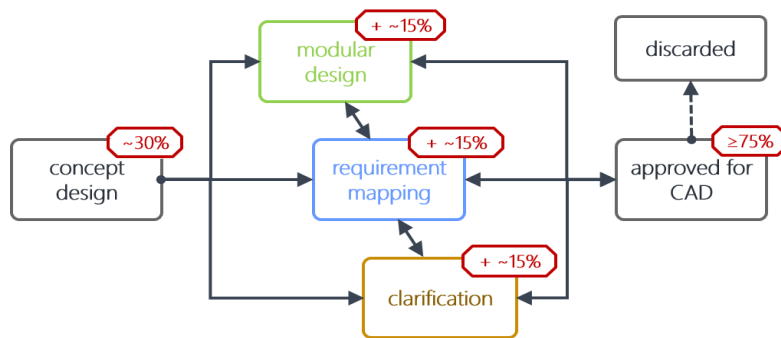 + ~15%
modular
design
discarded
~30%
concept
design
+ ~15%
requirement
mapping
≥75%
approved for
CAD
+ ~15%
clarification